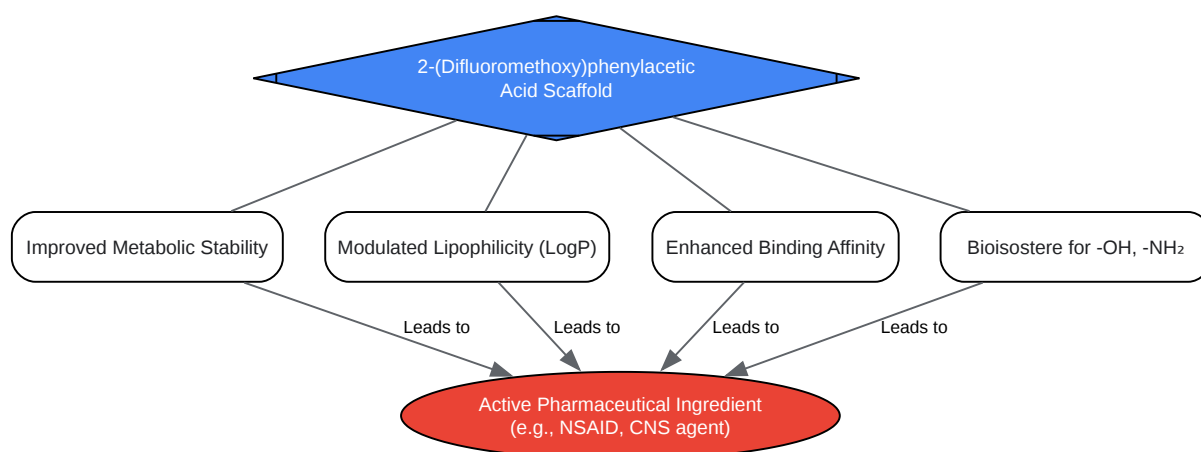 2-(Difluoromethoxy)phenylacetic
Acid Scaffold
Improved Metabolic Stability
Modulated Lipophilicity (LogP)
Enhanced Binding Affinity
Bioisostere for -OH, -NH₂
Leads to
Leads to
Leads to
Leads to
Active Pharmaceutical Ingredient
(e.g., NSAID, CNS agent)